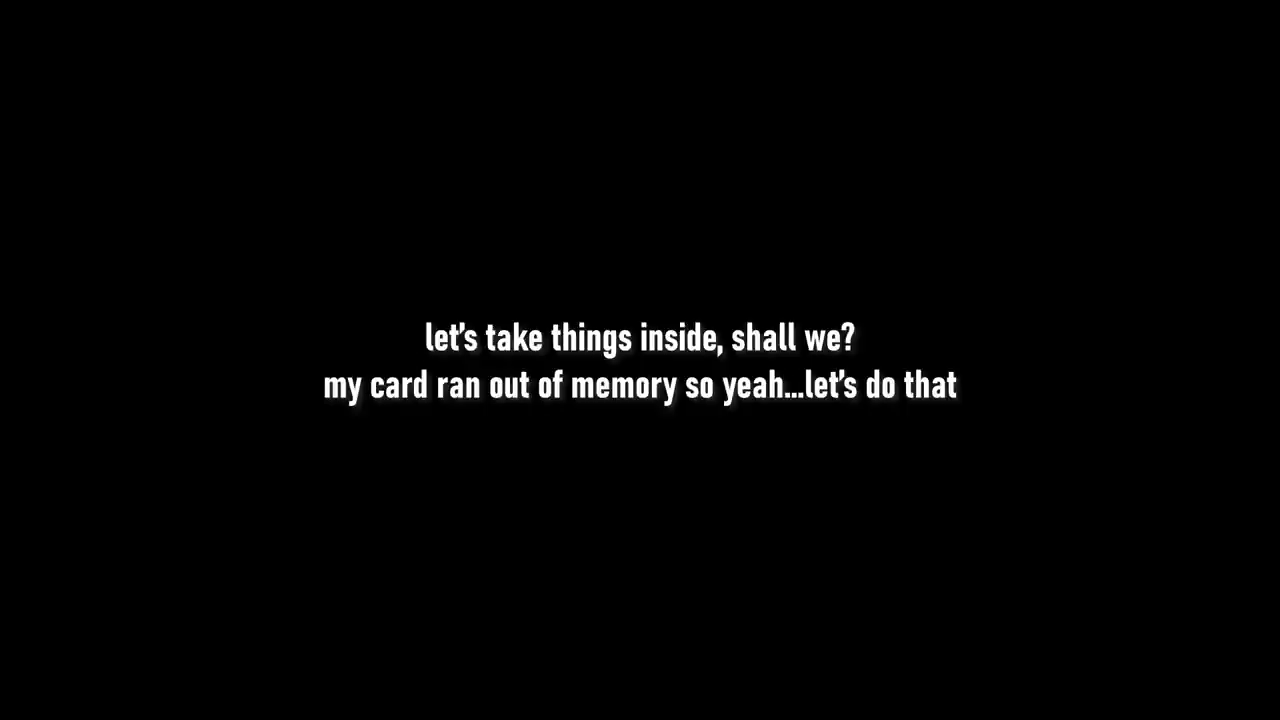 let's take things inside, shall we?
my card ran out of memory so yeah...let's do that